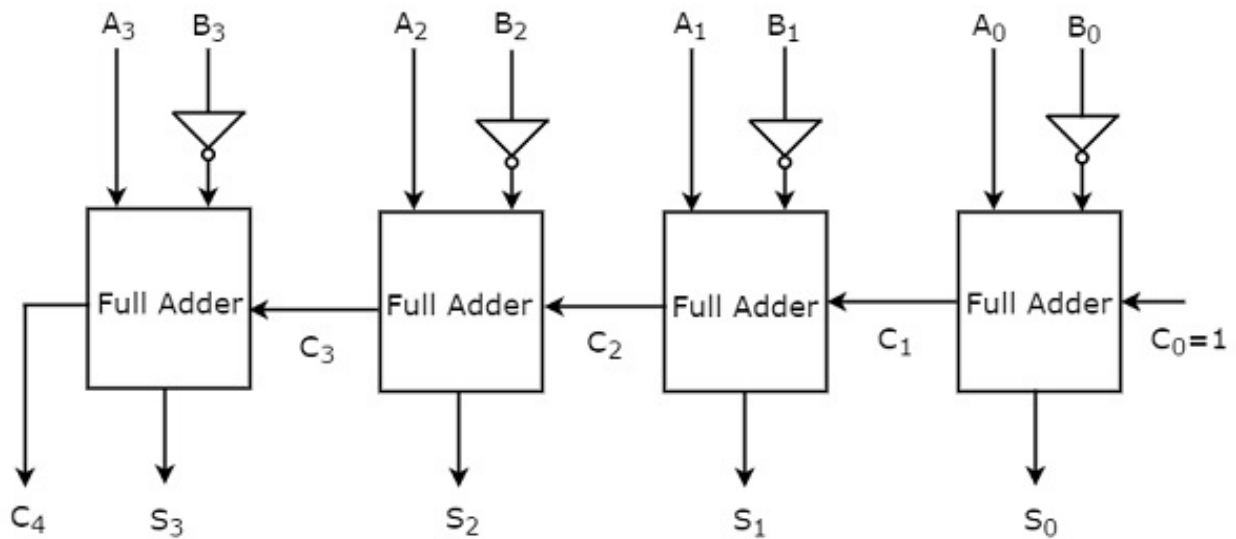 A₃ B₃ A₂ B₂ A₁ B₁ A₀ B₀
Full Adder Full Adder Full Adder Full Adder
C₃ C₂ C₁ C₀=1
C₄ S₃ S₂ S₁ S₀